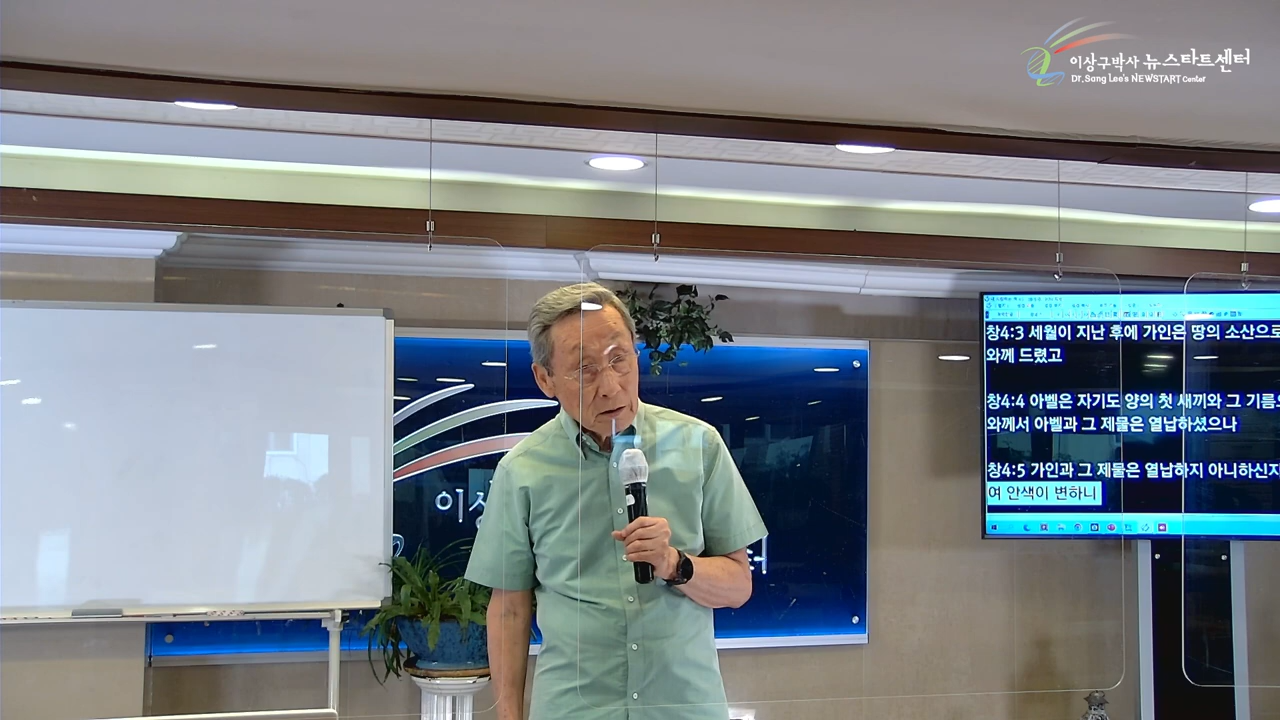 이상구박사 뉴스타트센터
Dr. Sang Lee's NEWSTART Center
창4:3 세월이 지난 후에 가인은 땅의 소산으로
와께 드렸고
창4:4 아벨은 자기도 양의 첫 새끼와 그 기름으
와께서 아벨과 그 제물은 열납하셨으나
창4:5 가인과 그 제물은 열납하지 아니하신지
여 안색이 변하니
이상